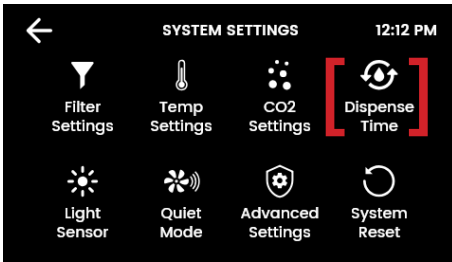 SYSTEM SETTINGS 12:12 PM
Filter Settings
Temp Settings
CO2 Settings
Dispense Time
Light Sensor
Quiet Mode
Advanced Settings
System Reset